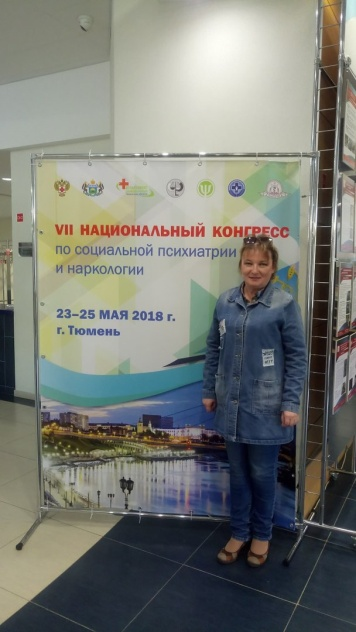 VII НАЦИОНАЛЬНЫЙ КОНГРЕСС
по социальной психиатрии
и наркологии
23–25 МАЯ 2018 г.
г. Тюмень